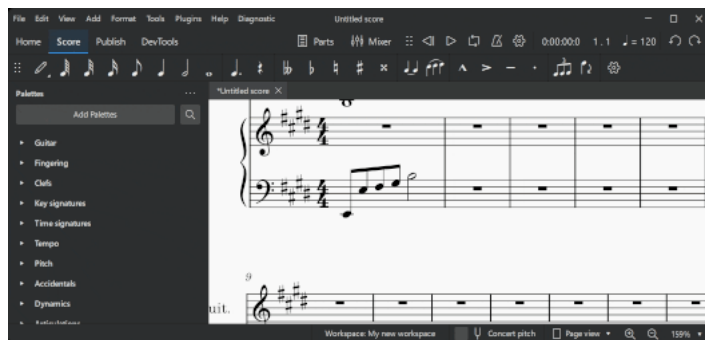 File Edit View Add Format Tools Plugins Help Diagnostic Untitled score
Home Score Publish DevTools Parts Mixer 0:00:00:0 1.1 = 120
Palettes
*Untitled score
Add Palettes
Guitar
Fingering
Clefs
Key signatures
Time signatures
Tempo
Pitch
Accidentals
Dynamics
Articulations
9
uit.
Workspace: My new workspace Concert pitch Page view 159%